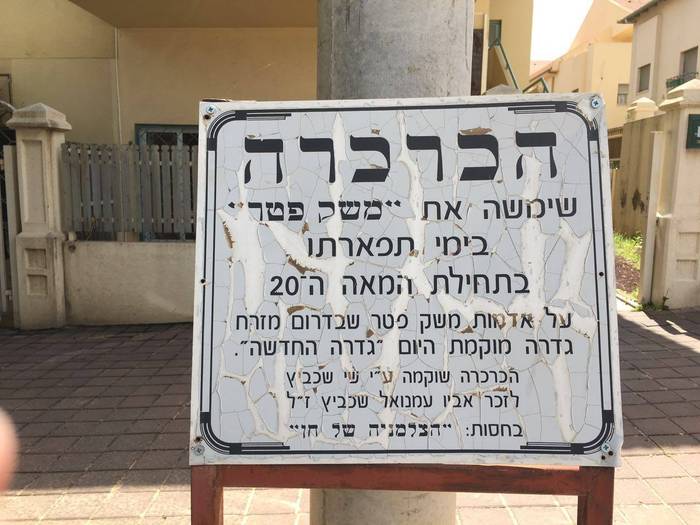 הכרכרה
שימשה את "משק פטר"
בימי תפארתו
בתחילת המאה ה־20
על אדמות משק פטר שבדרום מזרח
גדרה מוקמת היום "גדרה החדשה".
הכרכרה שוקמה ע"י שי שכביץ
לזכר אביו עמנואל שכביץ ז"ל
בחסות: "הצלמניה של חן"